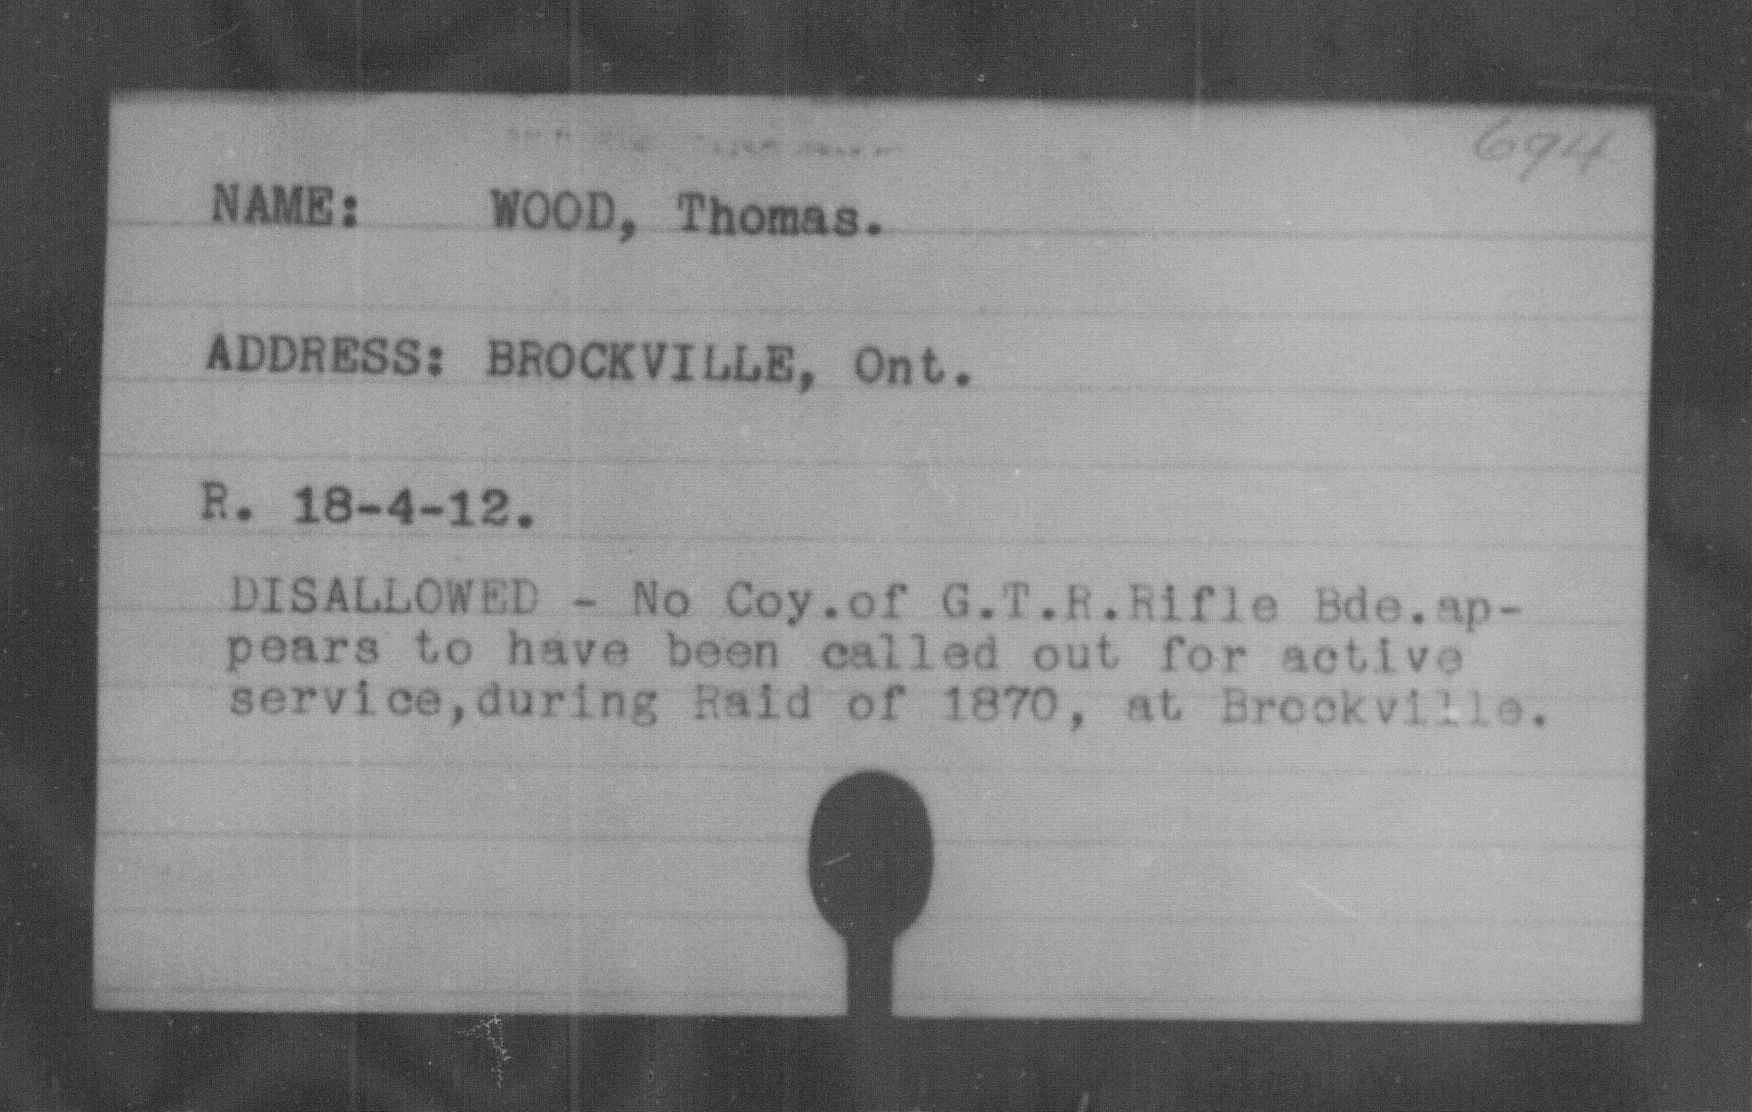 694
NAME: WOOD, Thomas.
ADDRESS: BROCKVILLE, Ont.
R. 18-4-12.
DISALLOWED - No Coy.of G.T.R.Rifle Bde.ap-
pears to have been called out for active
service,during Raid of 1870, at Brockville.